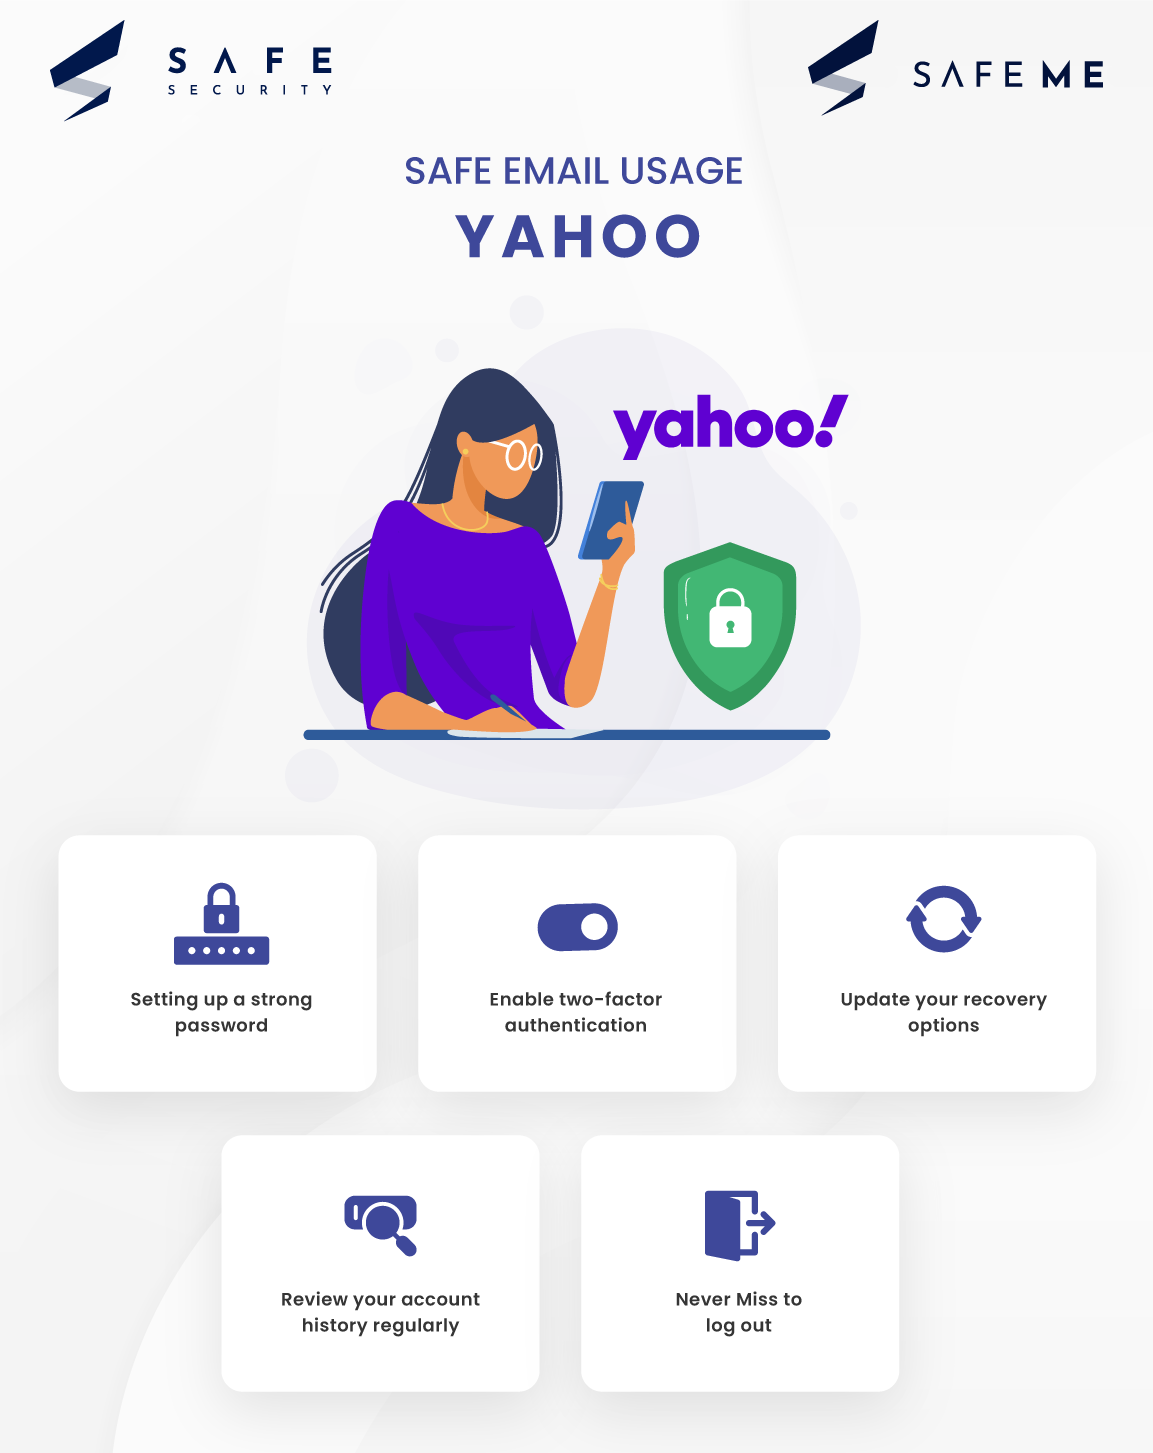 SAFE
SECURITY
SAFE ME
SAFE EMAIL USAGE
YAHOO
yahoo!
Setting up a strong
password
Enable two-factor
authentication
Update your recovery
options
Review your account
history regularly
Never Miss to
log out